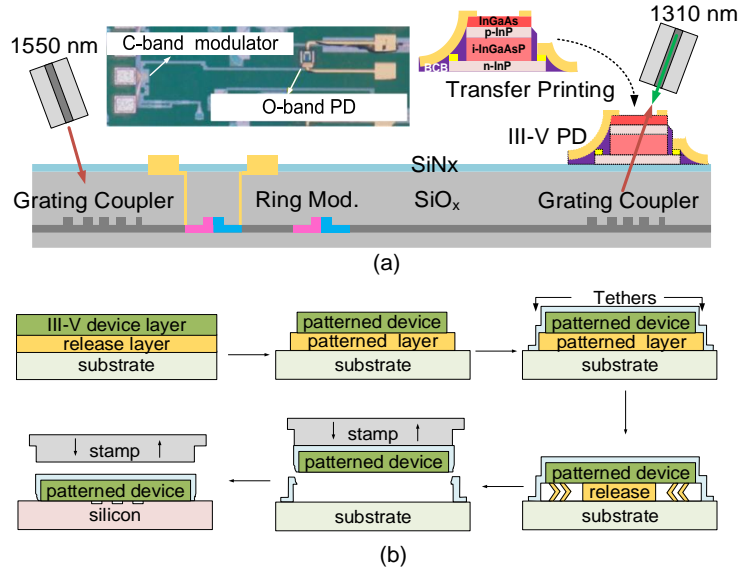 (a)
1550 nm
C-band modulator
O-band PD
InGaAs
p-InP
i-InGaAsP
n-InP
BCB
1310 nm
Transfer Printing
III-V PD
SiNx
Grating Coupler
Ring Mod.
SiOx
Grating Coupler
(a)
III-V device layer
release layer
substrate
patterned device
patterned layer
substrate
Tethers
patterned device
patterned layer
substrate
stamp
patterned device
silicon
stamp
patterned device
substrate
patterned device
release
substrate
(b)